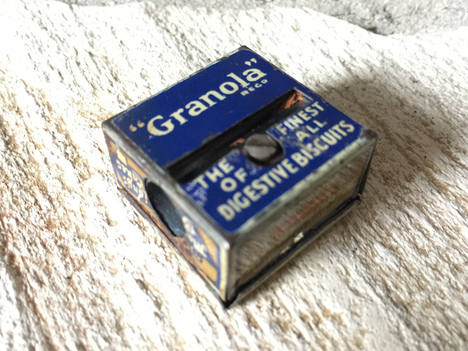 "Granola"
REGD
THE FINEST
OF ALL
DIGESTIVE BISCUITS